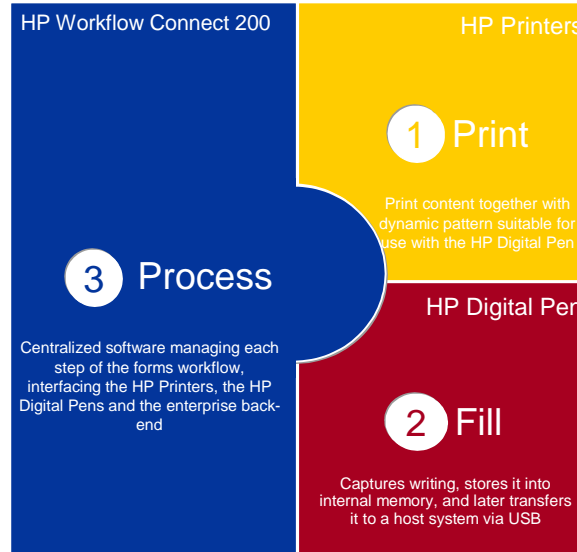 HP Workflow Connect 200
3 Process
Centralized software managing each
step of the forms workflow,
interfacing the HP Printers, the HP
Digital Pens and the enterprise back-
end
HP Printers
1 Print
Print content together with
dynamic pattern suitable for
use with the HP Digital Pen
HP Digital Pen
2 Fill
Captures writing, stores it into
internal memory, and later transfers
it to a host system via USB